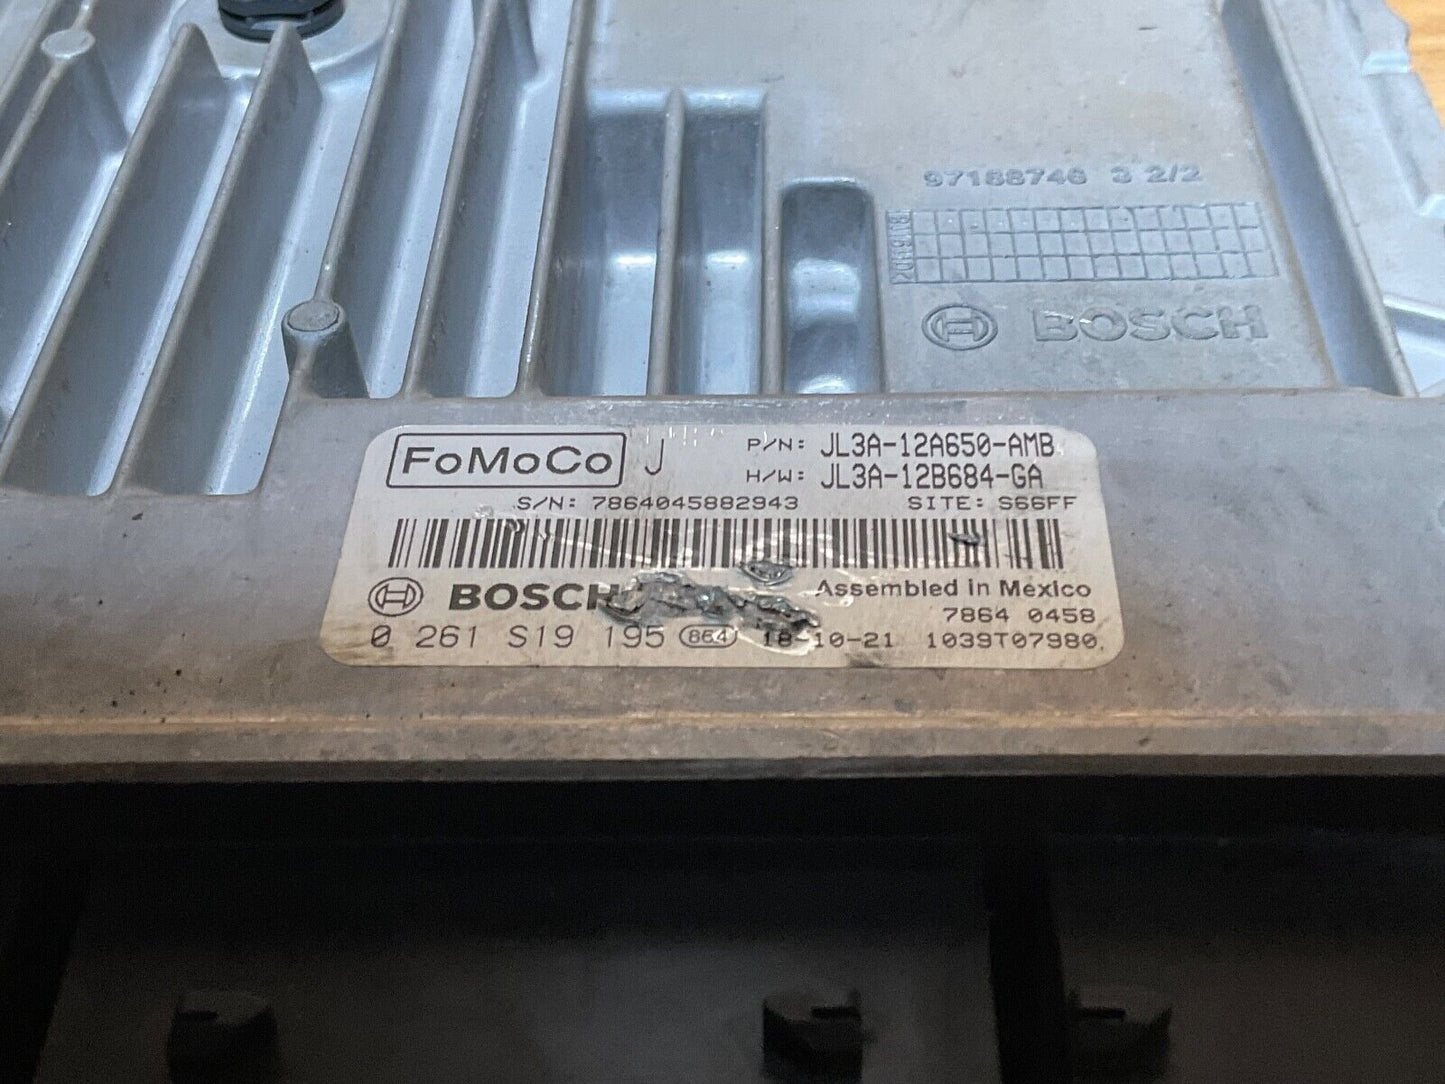 97188746 3 2/2
BOSCH
FoMoCo J P/N: JL3A-12A650-AMB
H/W: JL3A-12B684-GA
S/N: 7864045882943 SITE: S66FF
BOSCH Assembled in Mexico
7864 0458
0 261 S19 195 864 18-10-21 1039T07980